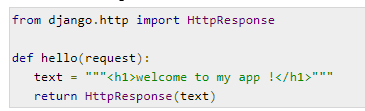 from django.http import HttpResponse

def hello(request):
   text = """<h1>welcome to my app !</h1>"""
   return HttpResponse(text)